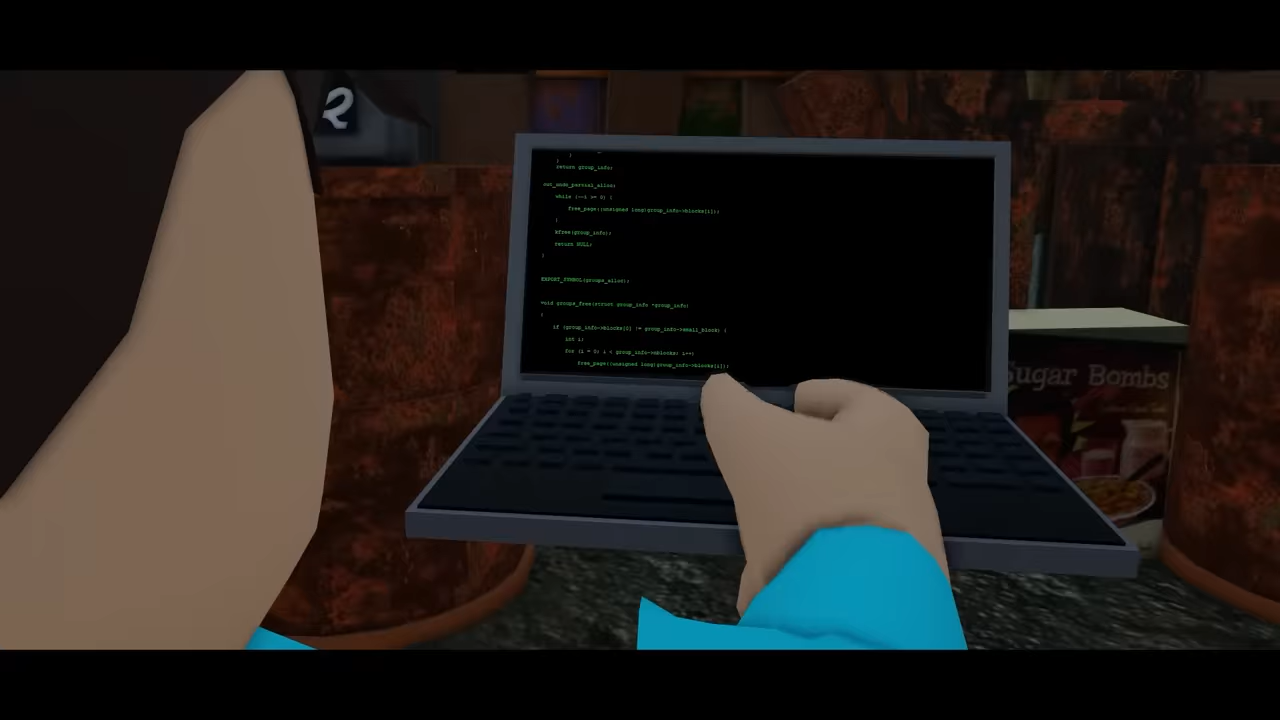 2
}
}
return group_info;
out_undo_partial_alloc:
while (--i >= 0) {
free_page((unsigned long)group_info->blocks[i]);
}
kfree(group_info);
return NULL;
}
EXPORT_SYMBOL(groups_alloc);
void groups_free(struct group_info *group_info)
{
if (group_info->blocks[0] != group_info->small_block) {
int i;
for (i = 0; i < group_info->nblocks; i++)
free_page((unsigned long)group_info->blocks[i]);
Sugar Bombs